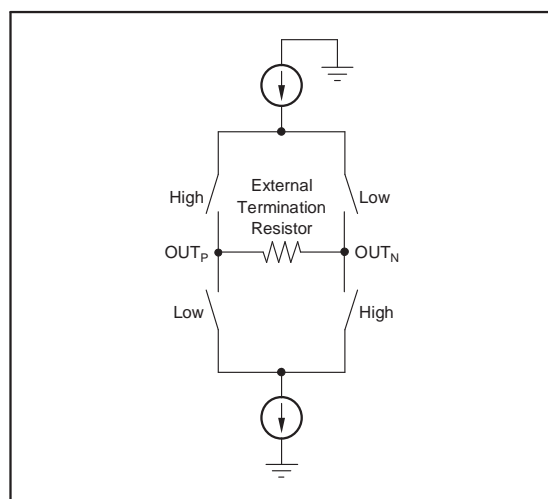 External
Termination
Resistor
High
Low
OUTP
OUTN
Low
High